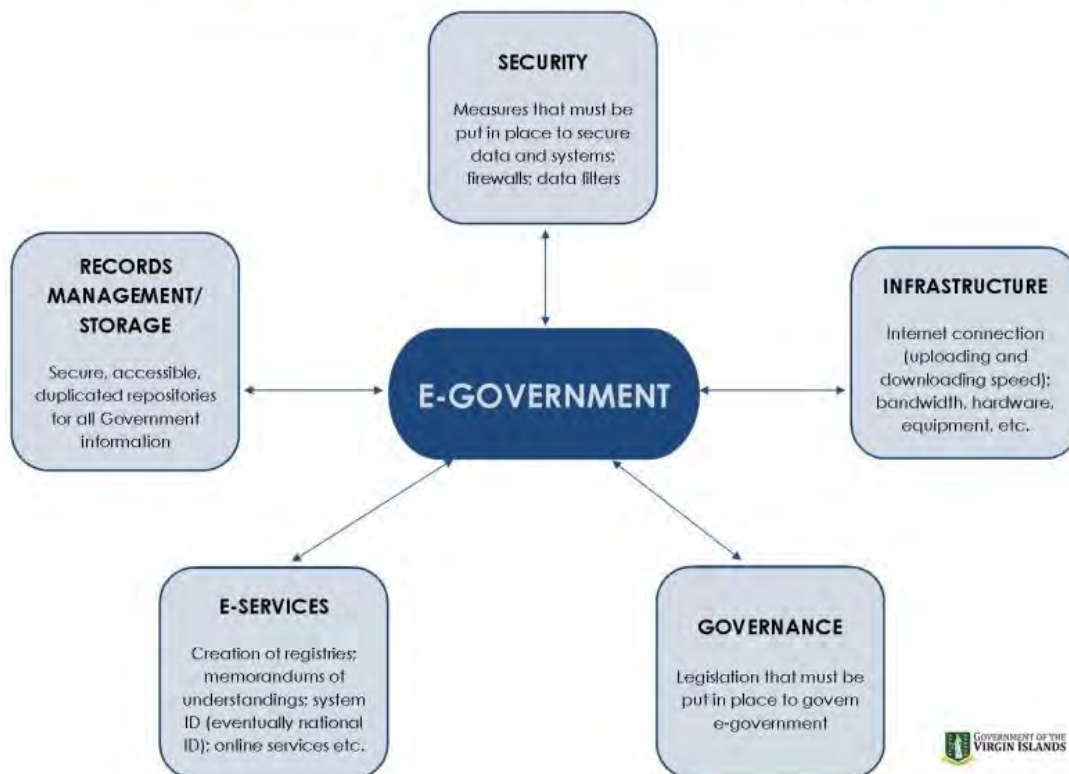 SECURITY
Measures that must be
put in place to secure
data and systems;
firewalls; data filters
RECORDS
MANAGEMENT/
STORAGE
Secure, accessible,
duplicated repositories
for all Government
information
E-GOVERNMENT
INFRASTRUCTURE
Internet connection
(uploading and
downloading speed);
bandwidth, hardware,
equipment, etc.
E-SERVICES
Creation of registries;
memorandums of
understandings; system
ID (eventually national
ID); online services etc.
GOVERNANCE
Legislation that must be
put in place to govern
e-government
GOVERNMENT OF THE
VIRGIN ISLANDS